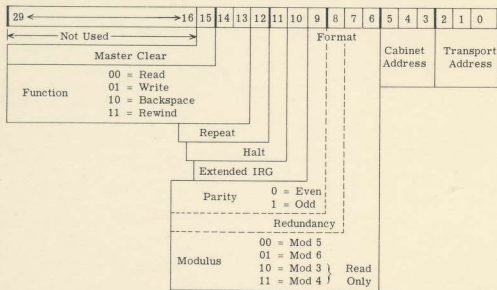 29 16 15 14 13 12 11 10 9 8 7 6 5 4 3 2 1 0
Not Used
Format
Cabinet Address
Transport Address
Master Clear
Function
00 = Read
01 = Write
10 = Backspace
11 = Rewind
Repeat
Halt
Extended IRG
Parity
0 = Even
1 = Odd
Redundancy
Modulus
00 = Mod 5
01 = Mod 6
10 = Mod 3 } Read
11 = Mod 4 } Only